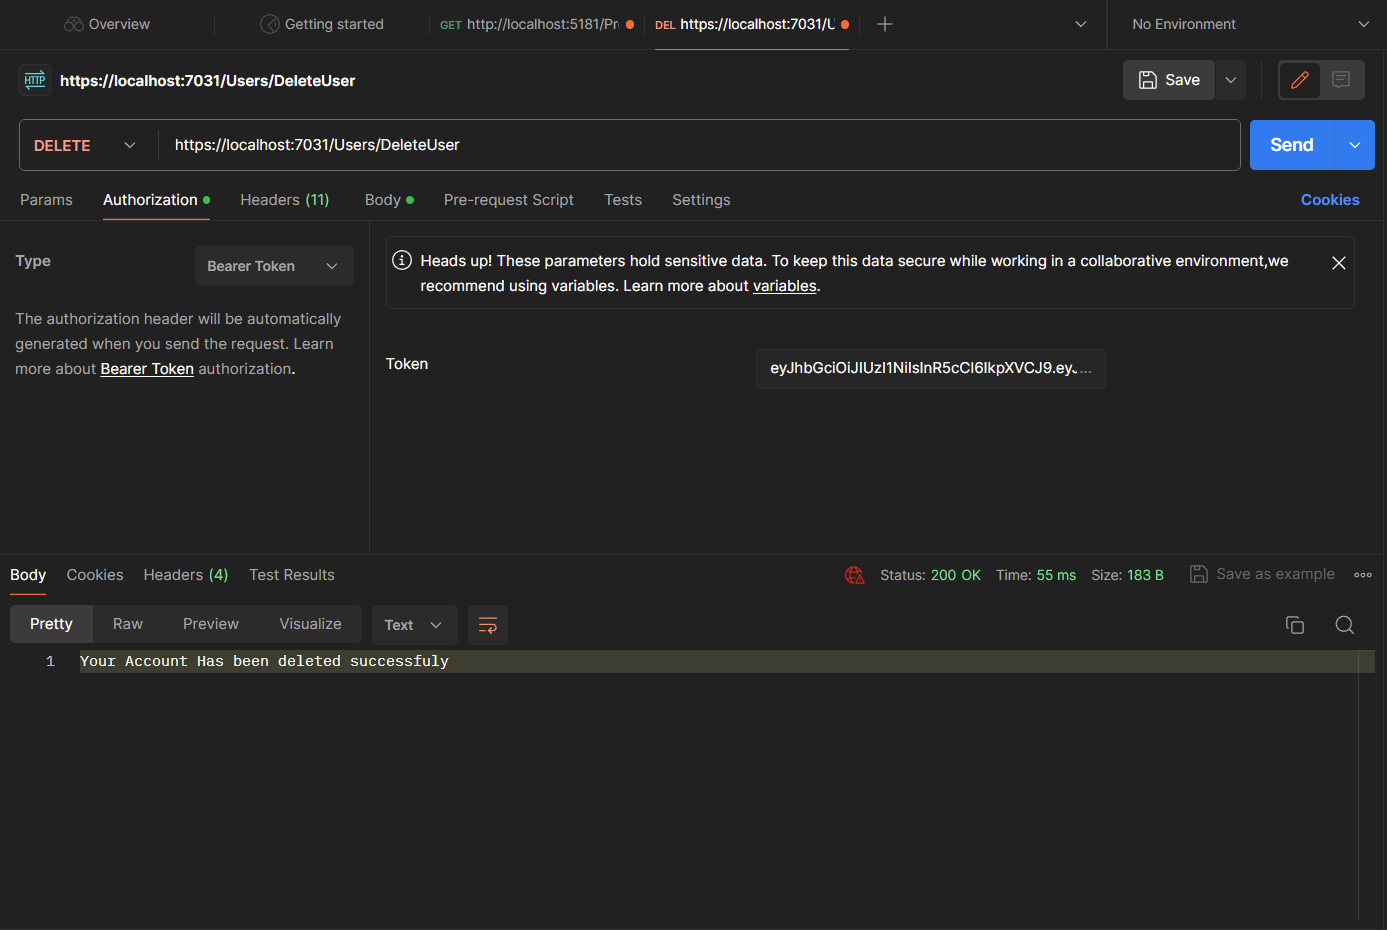 Overview Getting started GET http://localhost:5181/Pr DEL https://localhost:7031/U No Environment
HTTP https://localhost:7031/Users/DeleteUser Save
DELETE https://localhost:7031/Users/DeleteUser Send
Params Authorization Headers (11) Body Pre-request Script Tests Settings Cookies
Type Bearer Token
The authorization header will be automatically
generated when you send the request. Learn
more about Bearer Token authorization.
Heads up! These parameters hold sensitive data. To keep this data secure while working in a collaborative environment,we
recommend using variables. Learn more about variables.
Token eyJhbGciOiJIUzI1NiIsInR5cCI6IkpXVCJ9.eyJ...
Body Cookies Headers (4) Test Results Status: 200 OK Time: 55 ms Size: 183 B Save as example
Pretty Raw Preview Visualize Text
1 Your Account Has been deleted successfuly